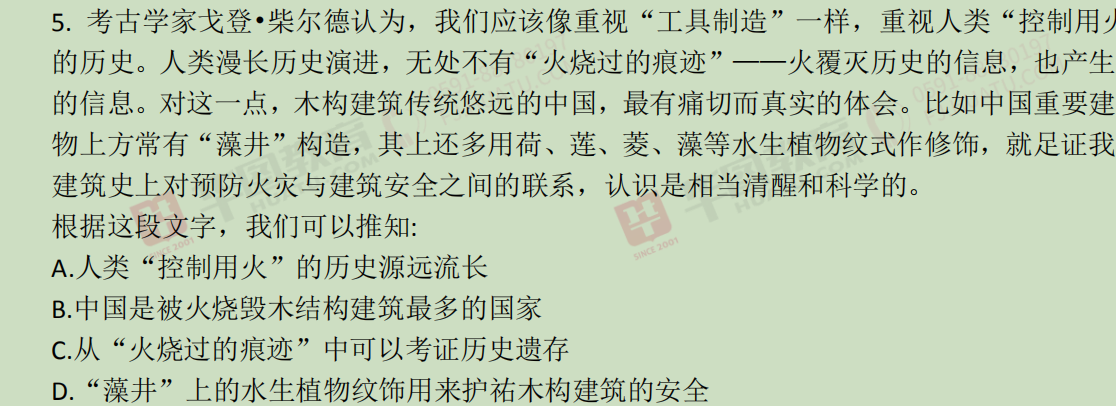 5. 考古学家戈登•柴尔德认为，我们应该像重视“工具制造”一样，重视人类“控制用火
的历史。人类漫长历史演进，无处不有“火烧过的痕迹”——火覆灭历史的信息，也产生
的信息。对这一点，木构建筑传统悠远的中国，最有痛切而真实的体会。比如中国重要建
物上方常有“藻井”构造，其上还多用荷、莲、菱、藻等水生植物纹式作修饰，就足证我
建筑史上对预防火灾与建筑安全之间的联系，认识是相当清醒和科学的。
根据这段文字，我们可以推知:
A.人类“控制用火”的历史源远流长
B.中国是被火烧毁木结构建筑最多的国家
C.从“火烧过的痕迹”中可以考证历史遗存
D.“藻井”上的水生植物纹饰用来护祐木构建筑的安全
SINCE 2001
SINCE 2001